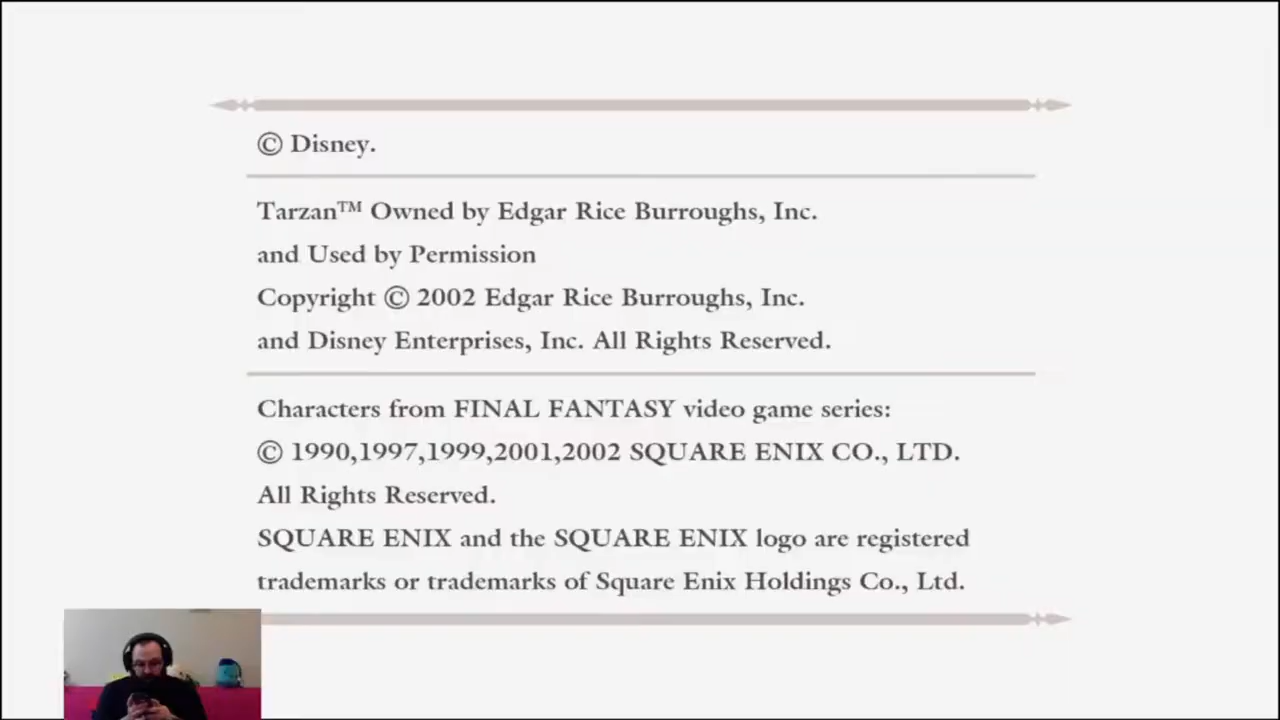 © Disney.
Tarzan™ Owned by Edgar Rice Burroughs, Inc.
and Used by Permission
Copyright © 2002 Edgar Rice Burroughs, Inc.
and Disney Enterprises, Inc. All Rights Reserved.
Characters from FINAL FANTASY video game series:
© 1990,1997,1999,2001,2002 SQUARE ENIX CO., LTD.
All Rights Reserved.
SQUARE ENIX and the SQUARE ENIX logo are registered
trademarks or trademarks of Square Enix Holdings Co., Ltd.